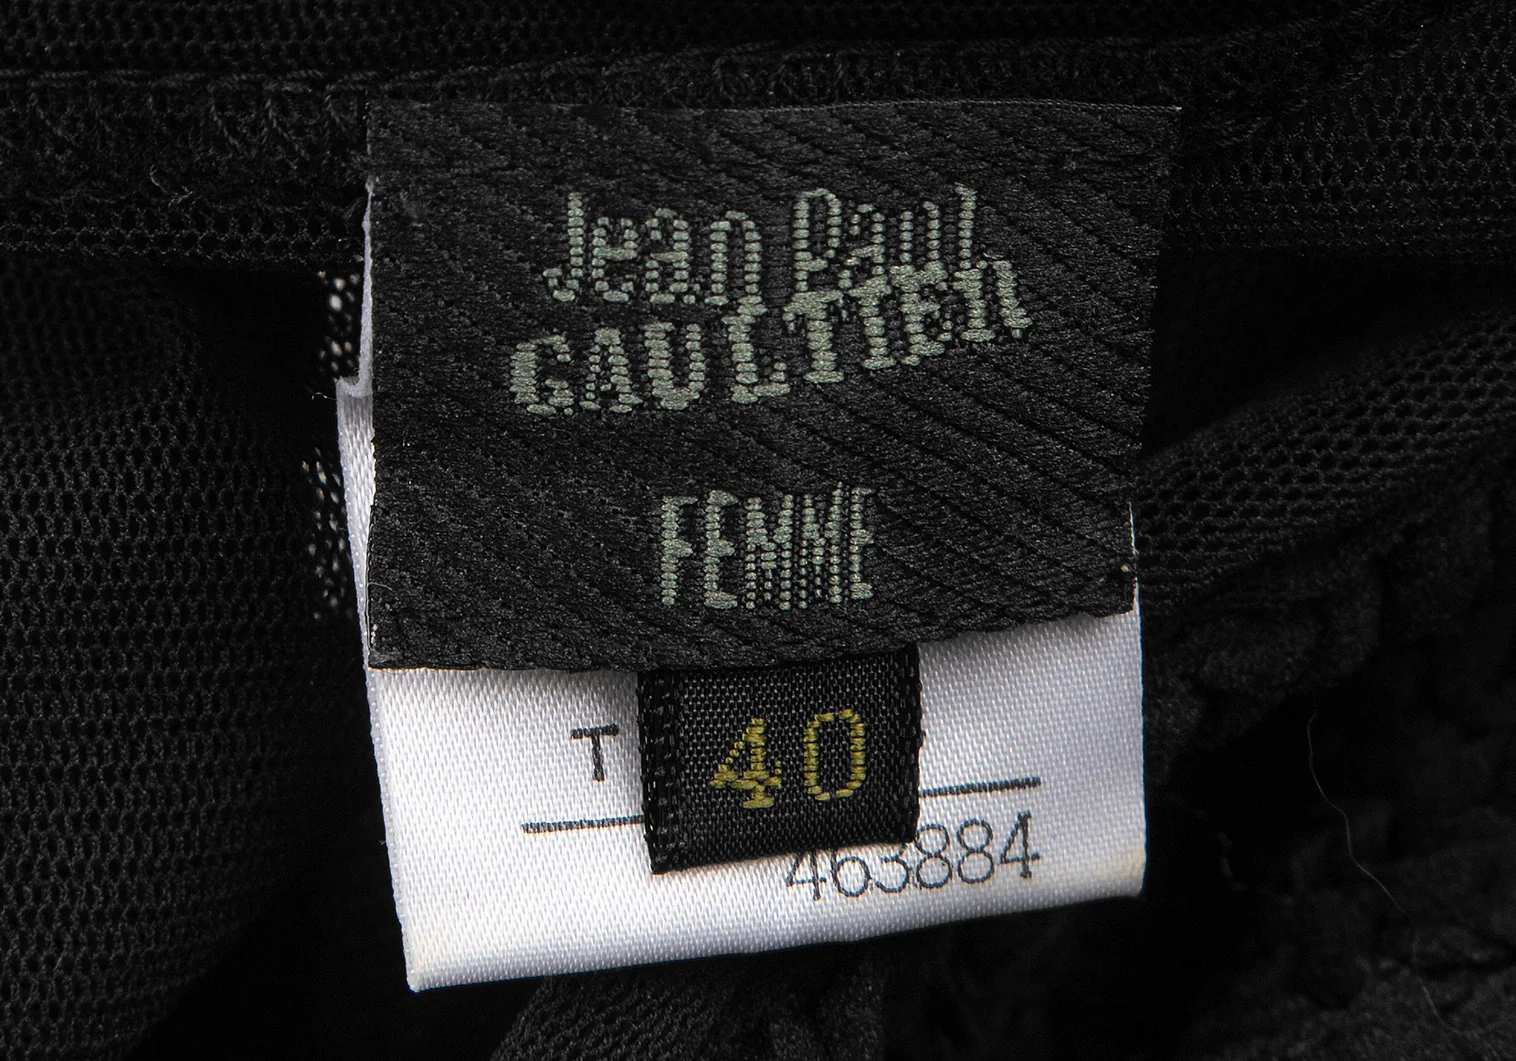 Jean Paul
GAULTIER
FEMME
T
40
463884